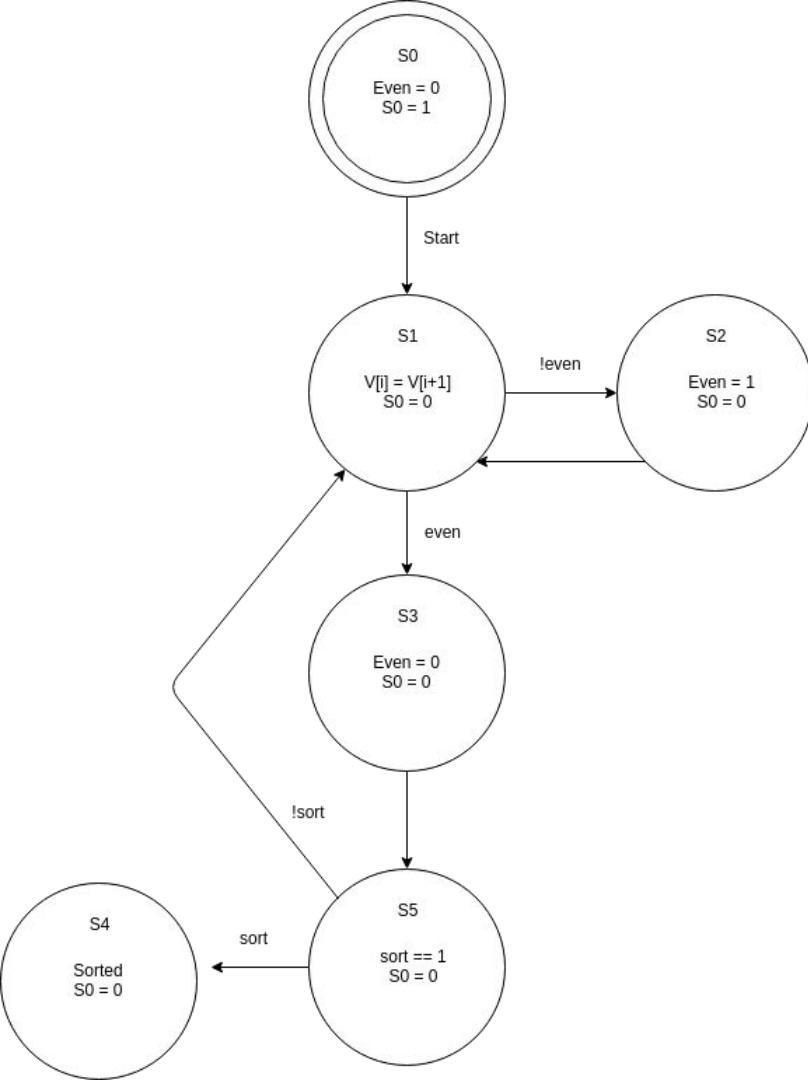 S0
Even = 0
S0 = 1
Start
S1
V[i] = V[i+1]
S0 = 0
!even
S2
Even = 1
S0 = 0
even
S3
Even = 0
S0 = 0
!sort
S5
sort == 1
S0 = 0
sort
S4
Sorted
S0 = 0